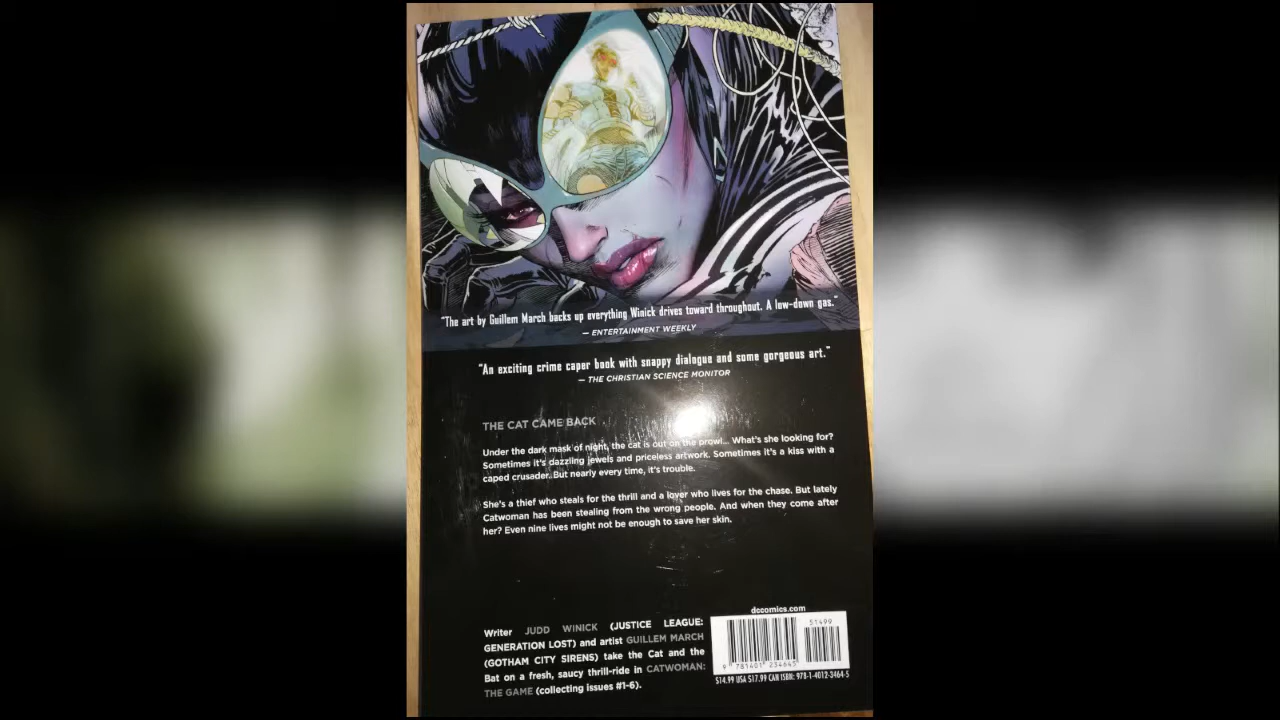 "The art by Guillem March backs up everything Winick drives toward throughout. A low-down gas."
— ENTERTAINMENT WEEKLY
"An exciting crime caper book with snappy dialogue and some gorgeous art."
— THE CHRISTIAN SCIENCE MONITOR
THE CAT CAME BACK
Under the dark mask of night, the cat is out on the prowl... What's she looking for?
Sometimes it's dazzling jewels and priceless artwork. Sometimes it's a kiss with a
caped crusader. But nearly every time, it's trouble.
She's a thief who steals for the thrill and a lover who lives for the chase. But lately
Catwoman has been stealing from the wrong people. And when they come after
her? Even nine lives might not be enough to save her skin.
Writer JUDD WINICK (JUSTICE LEAGUE:
GENERATION LOST) and artist GUILLEM MARCH
(GOTHAM CITY SIRENS) take the Cat and the
Bat on a fresh, saucy thrill-ride in CATWOMAN:
THE GAME (collecting issues #1-6).
dccomics.com
51499
9 781401 234645
$14.99 USA $17.99 CAN ISBN: 978-1-4012-3464-5